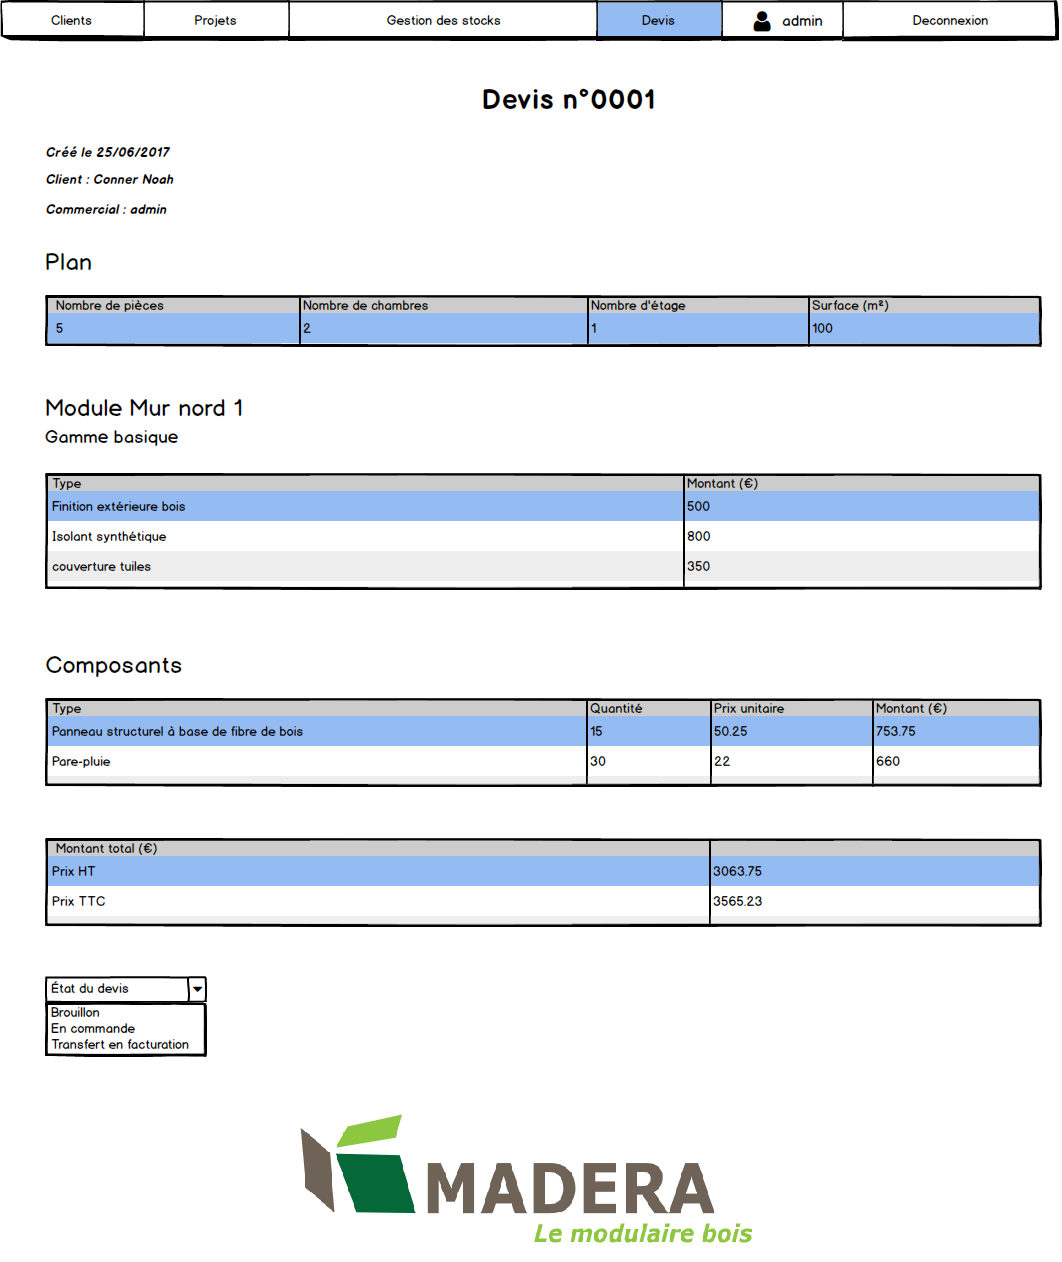 Clients Projets Gestion des stocks Devis admin Deconnexion
Devis n°0001
Créé le 25/06/2017
Client : Conner Noah
Commercial : admin
Plan
Nombre de pièces Nombre de chambres Nombre d'étage Surface (m²)
5 2 1 100
Module Mur nord 1
Gamme basique
Type Montant (€)
Finition extérieure bois 500
Isolant synthétique 800
couverture tuiles 350
Composants
Type Quantité Prix unitaire Montant (€)
Panneau structurel à base de fibre de bois 15 50.25 753.75
Pare-pluie 30 22 660
Montant total (€)
Prix HT 3063.75
Prix TTC 3565.23
État du devis
Brouillon
En commande
Transfert en facturation
MADERA
Le modulaire bois